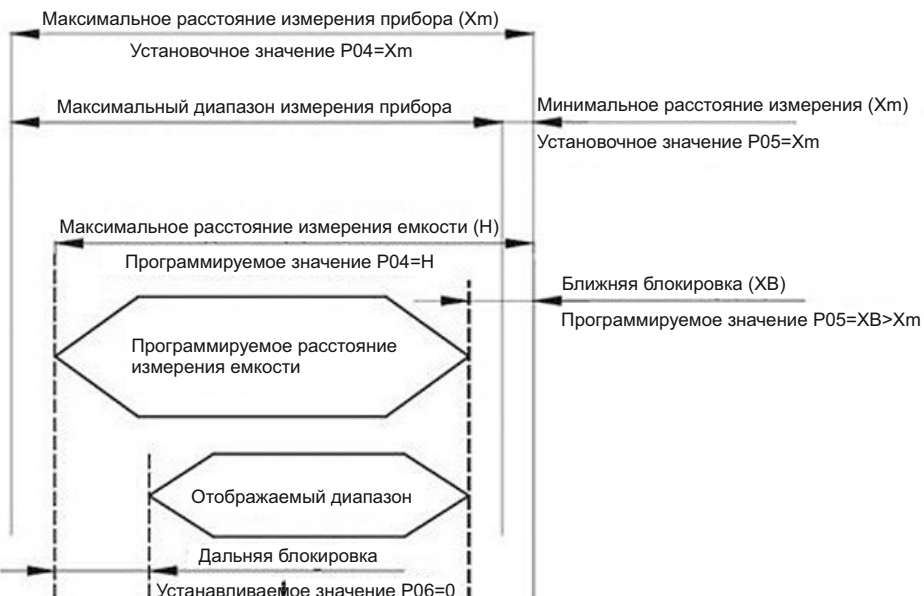 Максимальное расстояние измерения прибора (Xm)
Установочное значение P04=Xm
Максимальный диапазон измерения прибора
Минимальное расстояние измерения (Xm)
Установочное значение P05=Xm
Максимальное расстояние измерения емкости (H)
Программируемое значение P04=H
Ближняя блокировка (XB)
Программируемое значение P05=XB>Xm
Программируемое расстояние
измерения емкости
Отображаемый диапазон
Дальняя блокировка
Устанавливаемое значение P06=0